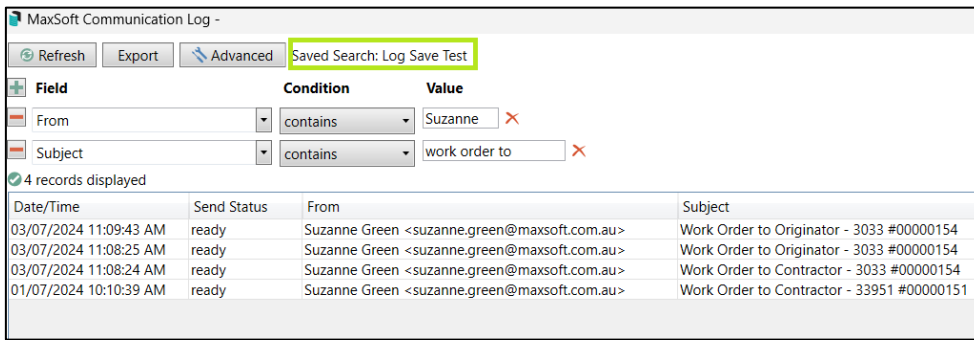 MaxSoft Communication Log -
Refresh Export Advanced Saved Search: Log Save Test
Field Condition Value
From contains Suzanne
Subject contains work order to
4 records displayed
Date/Time Send Status From Subject
03/07/2024 11:09:43 AM ready Suzanne Green <suzanne.green@maxsoft.com.au> Work Order to Originator - 3033 #00000154
03/07/2024 11:08:25 AM ready Suzanne Green <suzanne.green@maxsoft.com.au> Work Order to Originator - 3033 #00000154
03/07/2024 11:08:24 AM ready Suzanne Green <suzanne.green@maxsoft.com.au> Work Order to Contractor - 3033 #00000154
01/07/2024 10:10:39 AM ready Suzanne Green <suzanne.green@maxsoft.com.au> Work Order to Contractor - 33951 #00000151